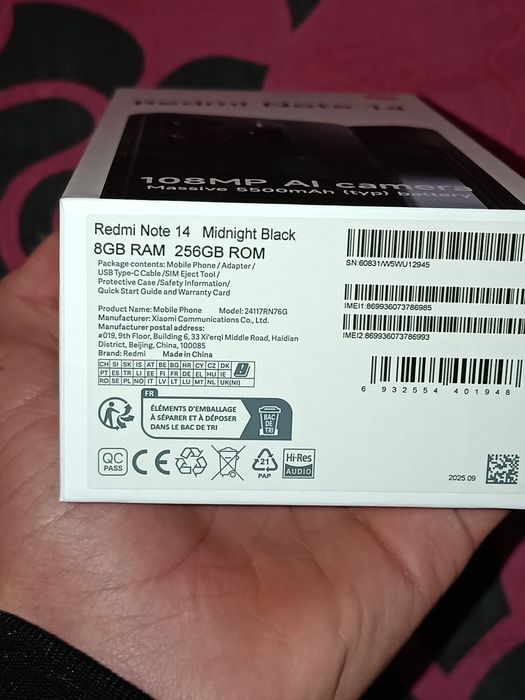 Redmi Note 14
108MP AI camera
Massive 5500mAh (typ) battery
Redmi Note 14 Midnight Black
8GB RAM 256GB ROM
Package contents: Mobile Phone / Adapter /
USB Type-C Cable /SIM Eject Tool /
Protective Case /Safety Information/
Quick Start Guide and Warranty Card
Product Name: Mobile Phone Model: 24117RN76G
Manufacturer: Xiaomi Communications Co., Ltd.
Manufacturer postal address:
#019, 9th Floor, Building 6, 33 Xi'erqi Middle Road, Haidian
District, Beijing, China, 100085
Brand: Redmi Made in China
CH SI SK IS AT BE BG HR CY CZ DK
PT ES TR LI EE FI FR DE EL HU IE
RO SE PL NO IT LV LT LU MT NL UK(NI)
SN:60831/W5WU12945
IMEI1:869936073786985
IMEI2:869936073786993
6 932554 401948
FR
ÉLÉMENTS D'EMBALLAGE
À SÉPARER ET À DÉPOSER
DANS LE BAC DE TRI
BAC
DE
TRI
QC
PASS
CE
21
PAP
Hi-Res
AUDIO
2025.09